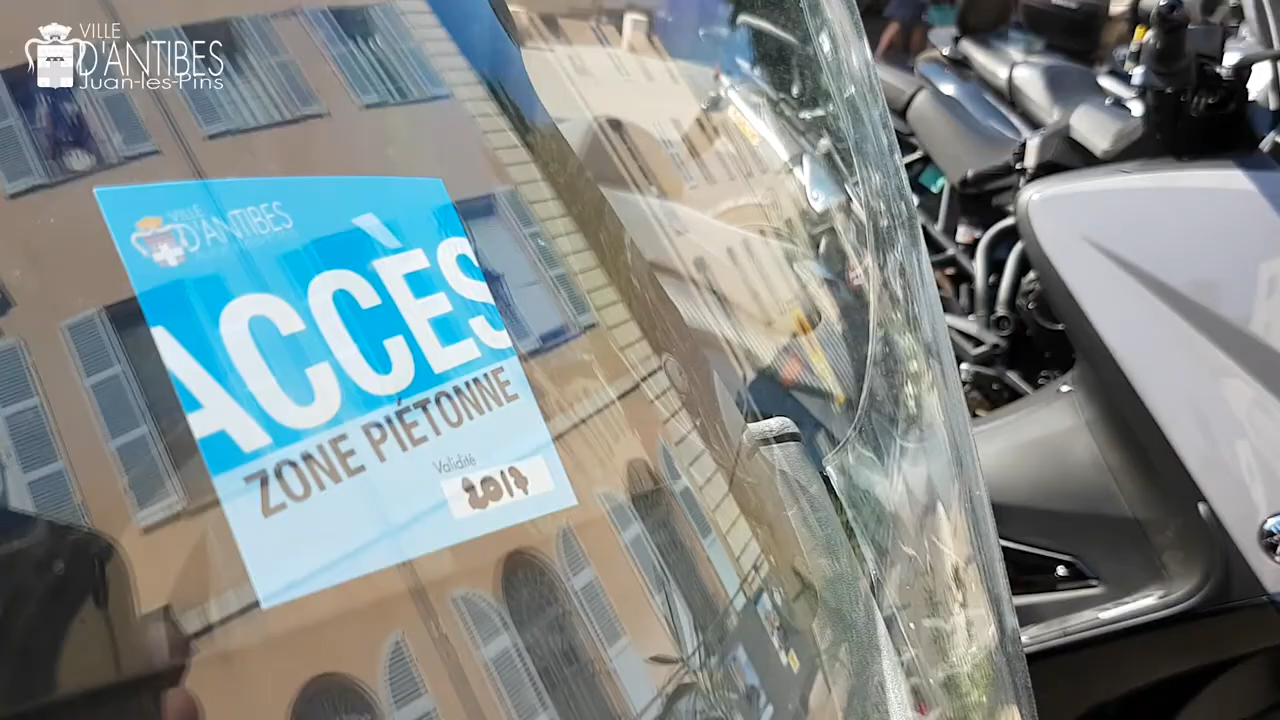 VILLE
D'ANTIBES
Juan-les-Pins
VILLE
D'ANTIBES
ACCÈS
ZONE PIÉTONNE
Validité
2017